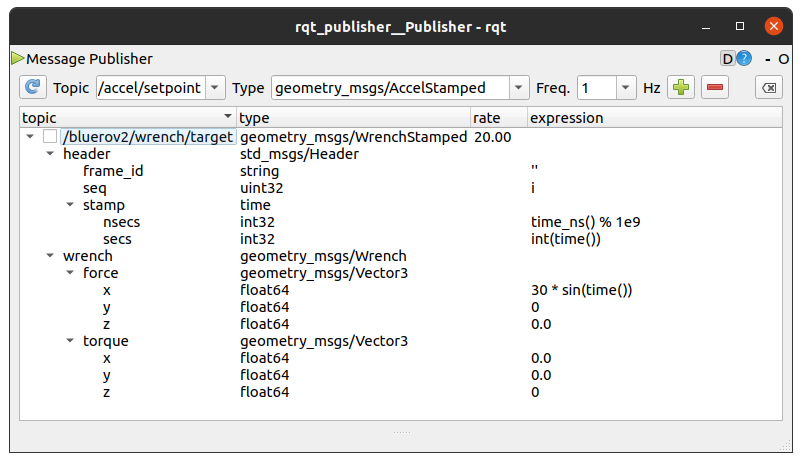 rqt_publisher__Publisher - rqt
Message Publisher D ? - O
Topic /accel/setpoint Type geometry_msgs/AccelStamped Freq. 1 Hz
topic type rate expression
/bluerov2/wrench/target geometry_msgs/WrenchStamped 20.00
header std_msgs/Header
frame_id string ''
seq uint32 i
stamp time
nsecs int32 time_ns() % 1e9
secs int32 int(time())
wrench geometry_msgs/Wrench
force geometry_msgs/Vector3
x float64 30 * sin(time())
y float64 0
z float64 0.0
torque geometry_msgs/Vector3
x float64 0.0
y float64 0.0
z float64 0